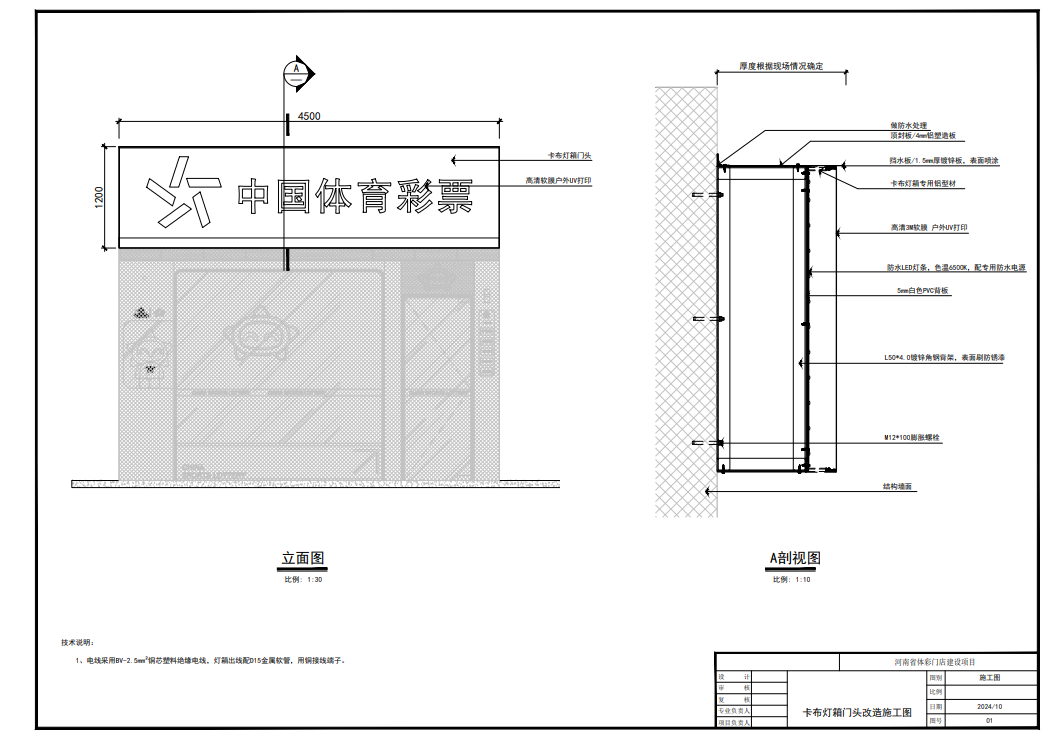 A
4500
1200
中国体育彩票
卡布灯箱门头
高清软膜户外UV打印
立面图
比例: 1:30
厚度根据现场情况确定
做防水处理
顶封板/4mm铝塑造板
挡水板/1.5mm厚镀锌板，表面喷涂
卡布灯箱专用铝型材
高清3M软膜 户外UV打印
防水LED灯条，色温6500K，配专用防水电源
5mm白色PVC背板
L50*4.0镀锌角钢骨架，表面刷防锈漆
M12*100膨胀螺栓
结构墙面
A剖视图
比例: 1:10
技术说明:
1、电线采用BV-2.5mm²铜芯塑料绝缘电线，灯箱出线配D15金属软管，用铜接线端子。
河南省体彩门店建设项目
设 计
审 核
复 核
专业负责人
项目负责人
卡布灯箱门头改造施工图
图别 施工图
比例
日期 2024/10
图号 01